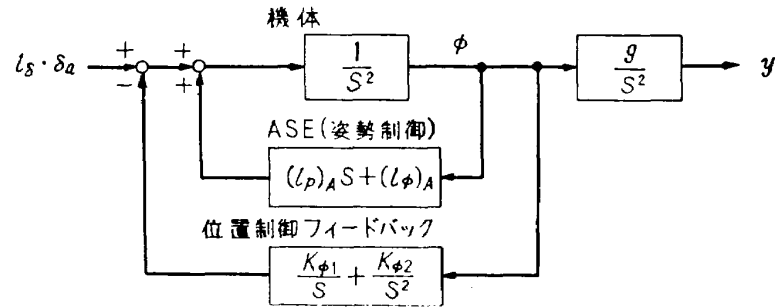 機体
l_δ・δ_a
+
+
-
+
1/S²
φ
g/S²
y
ASE(姿勢制御)
(l_p)_A S+(l_φ)_A
位置制御フィードバック
K_φ1/S + K_φ2/S²